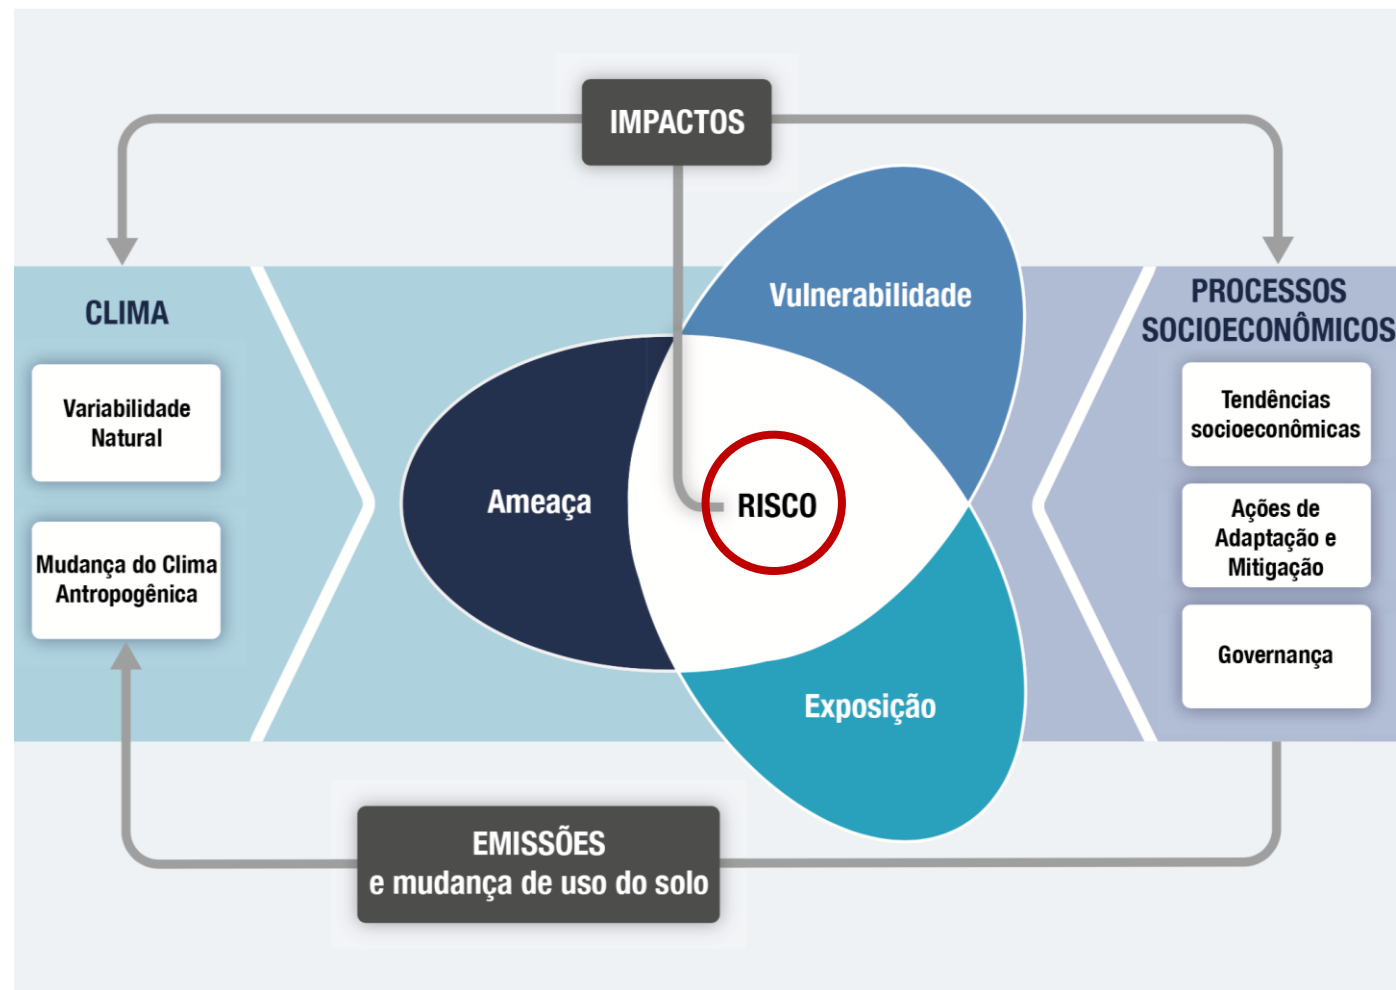 IMPACTOS
CLIMA
Variabilidade
Natural
Mudança do Clima
Antropogênica
Vulnerabilidade
Ameaça
RISCO
Exposição
PROCESSOS
SOCIOECONÔMICOS
Tendências
socioeconômicas
Ações de
Adaptação e
Mitigação
Governança
EMISSÕES
e mudança de uso do solo